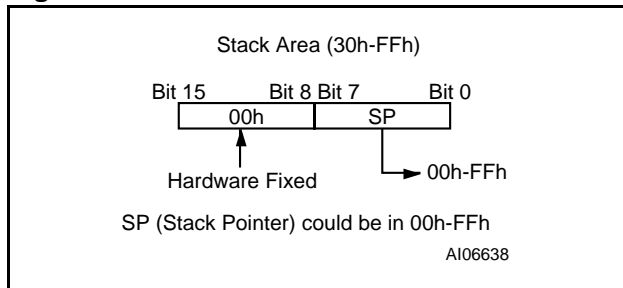 Stack Area (30h-FFh)
Bit 15 Bit 8 Bit 7 Bit 0
00h SP
00h-FFh
Hardware Fixed
SP (Stack Pointer) could be in 00h-FFh
AI06638